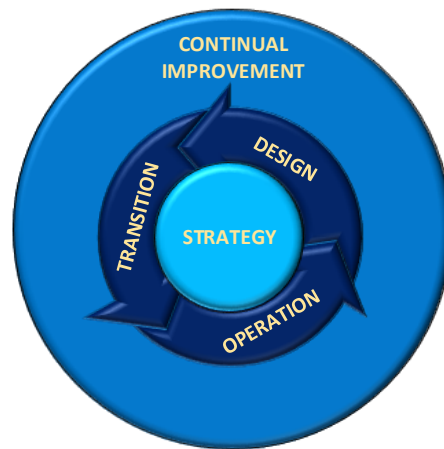 CONTINUAL
IMPROVEMENT
DESIGN
TRANSITION
STRATEGY
OPERATION